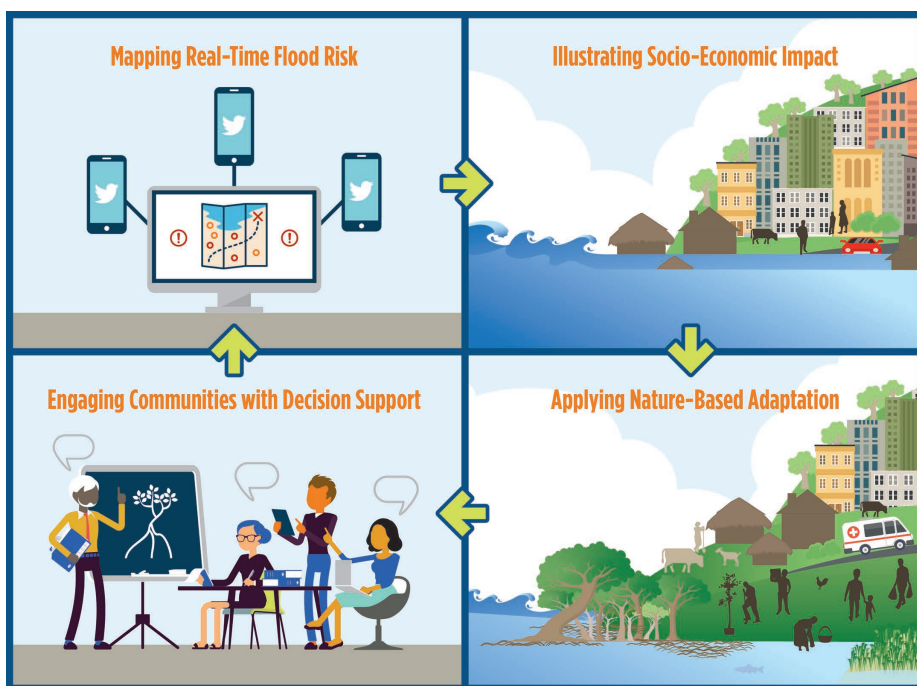 Mapping Real-Time Flood Risk
Illustrating Socio-Economic Impact
Engaging Communities with Decision Support
Applying Nature-Based Adaptation